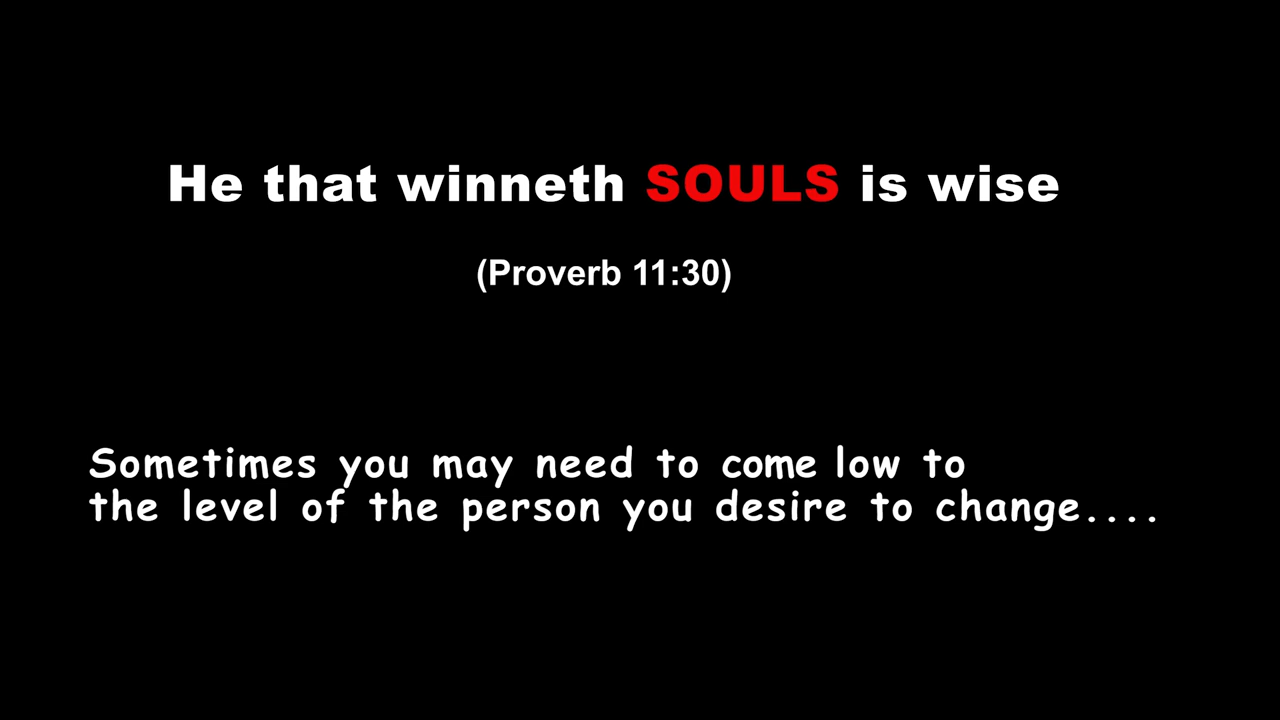 He that winneth SOULS is wise
(Proverb 11:30)
Sometimes you may need to come low to
the level of the person you desire to change....